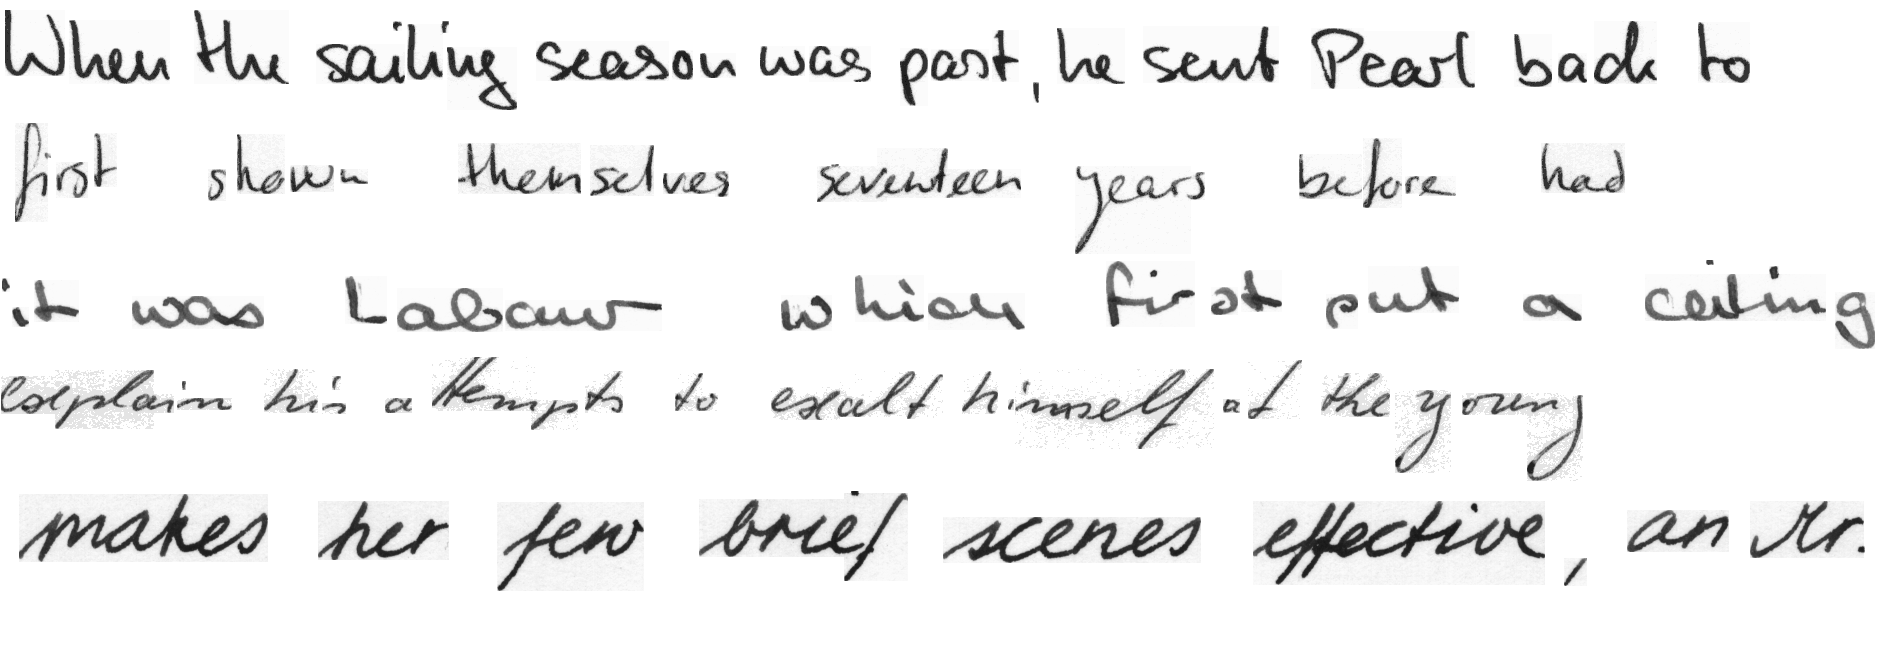 When the sailing season was past, he sent Pearl back to
first shown themselves seventeen years before had
it was Labour which first put a ceiling
explain his attempts to exalt himself at the young
makes her few brief scenes effective, an Mr.